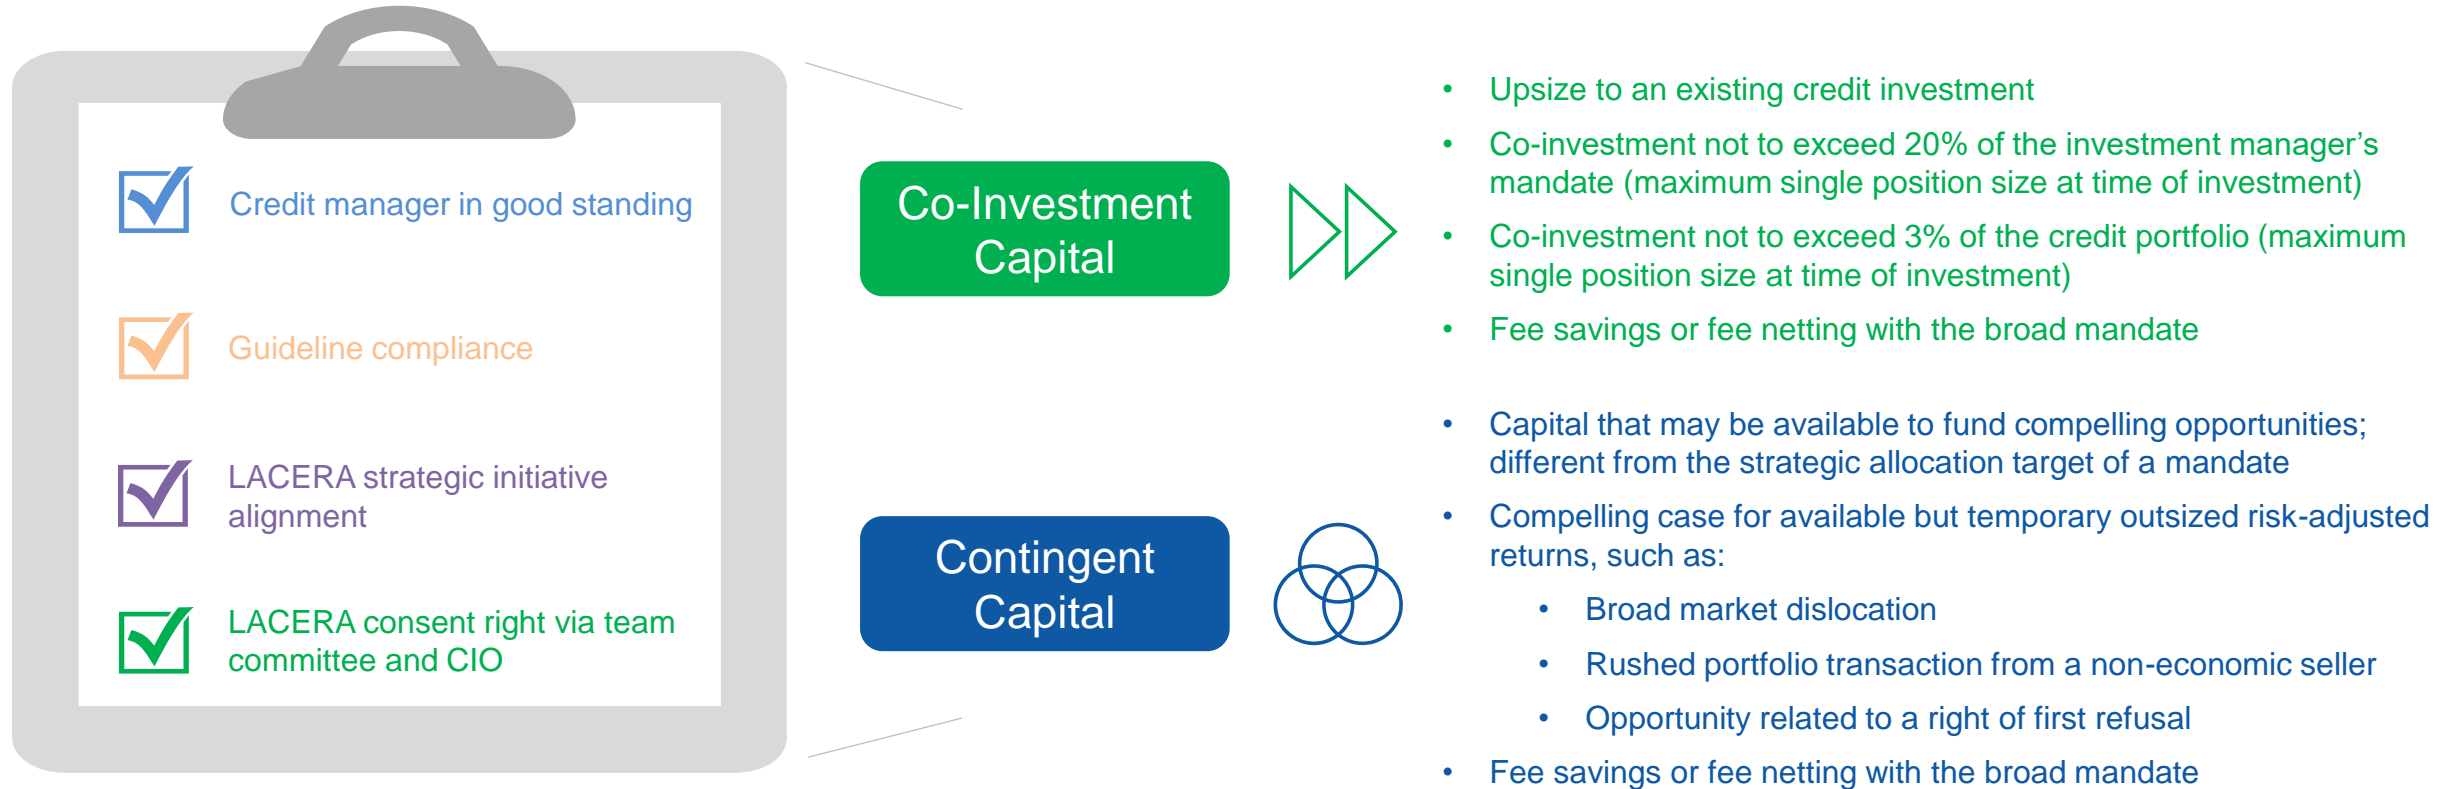 Credit manager in good standing
Guideline compliance
LACERA strategic initiative
alignment
LACERA consent right via team
committee and CIO
Co-Investment
Capital
• Upsize to an existing credit investment
• Co-investment not to exceed 20% of the investment manager’s
mandate (maximum single position size at time of investment)
• Co-investment not to exceed 3% of the credit portfolio (maximum
single position size at time of investment)
• Fee savings or fee netting with the broad mandate
Contingent
Capital
• Capital that may be available to fund compelling opportunities;
different from the strategic allocation target of a mandate
• Compelling case for available but temporary outsized risk-adjusted
returns, such as:
• Broad market dislocation
• Rushed portfolio transaction from a non-economic seller
• Opportunity related to a right of first refusal
• Fee savings or fee netting with the broad mandate